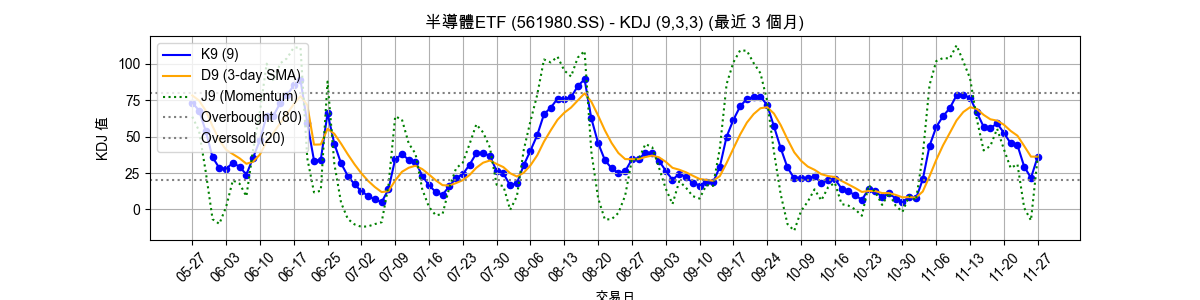 半導體ETF (561980.SS) - KDJ (9,3,3) (最近 3 個月)
KDJ 值
100
75
50
25
0
K9 (9)
D9 (3-day SMA)
J9 (Momentum)
Overbought (80)
Oversold (20)
05-27 06-03 06-10 06-17 06-25 07-02 07-09 07-16 07-23 07-30 08-06 08-13 08-20 08-27 09-03 09-10 09-17 09-24 10-09 10-16 10-23 10-30 11-06 11-13 11-20 11-27
交易日